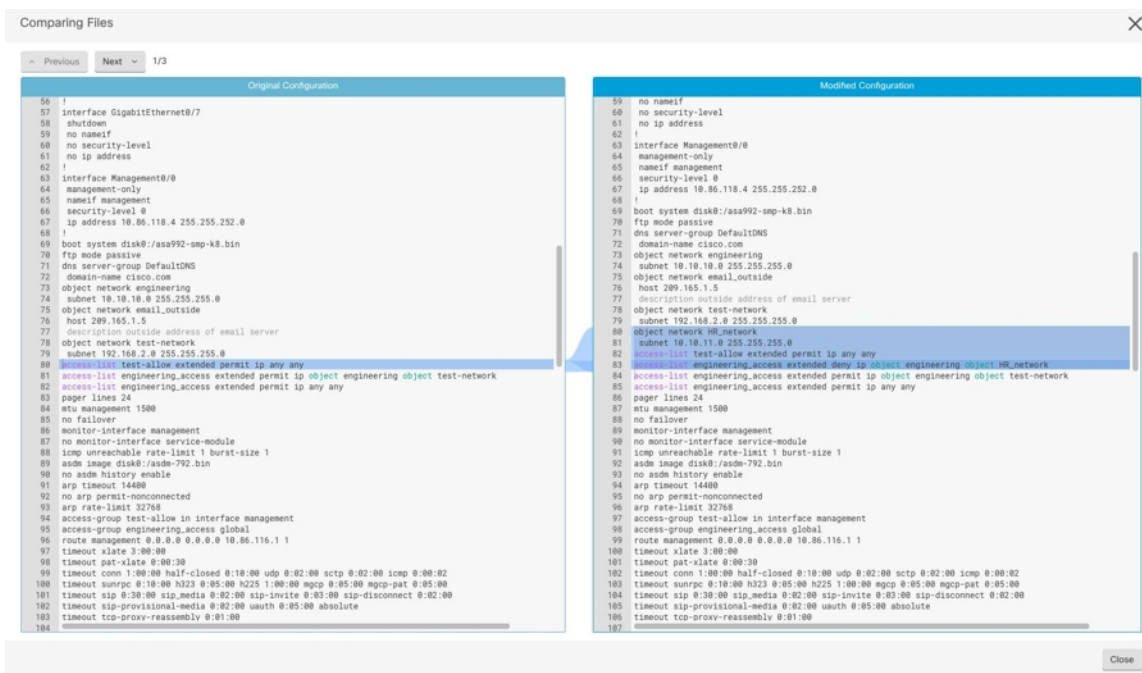 Comparing Files
Previous Next 1/3
Original Configuration
56 !
57 interface GigabitEthernet0/7
58 shutdown
59 no nameif
60 no security-level
61 no ip address
62 !
63 interface Management0/0
64 management-only
65 nameif management
66 security-level 0
67 ip address 10.86.118.4 255.255.252.0
68 !
69 boot system disk0:/asa992-smp-k8.bin
70 ftp mode passive
71 dns server-group DefaultDNS
72 domain-name cisco.com
73 object network engineering
74 subnet 10.10.10.0 255.255.255.0
75 object network email_outside
76 host 209.165.1.5
77 description outside address of email server
78 object network test-network
79 subnet 192.168.2.0 255.255.255.0
80 access-list test-allow extended permit ip any any
81 access-list engineering_access extended permit ip object engineering object test-network
82 access-list engineering_access extended permit ip any any
83 pager lines 24
84 mtu management 1500
85 no failover
86 monitor-interface management
87 no monitor-interface service-module
88 icmp unreachable rate-limit 1 burst-size 1
89 asdm image disk0:/asdm-792.bin
90 no asdm history enable
91 arp timeout 14400
92 no arp permit-nonconnected
93 arp rate-limit 32768
94 access-group test-allow in interface management
95 access-group engineering_access global
96 route management 0.0.0.0 0.0.0.0 10.86.116.1 1
97 timeout xlate 3:00:00
98 timeout pat-xlate 0:00:30
99 timeout conn 1:00:00 half-closed 0:10:00 udp 0:02:00 sctp 0:02:00 icmp 0:00:02
100 timeout sunrpc 0:10:00 h323 0:05:00 h225 1:00:00 mgcp 0:05:00 mgcp-pat 0:05:00
101 timeout sip 0:30:00 sip_media 0:02:00 sip-invite 0:03:00 sip-disconnect 0:02:00
102 timeout sip-provisional-media 0:02:00 uauth 0:05:00 absolute
103 timeout tcp-proxy-reassembly 0:01:00
104
Modified Configuration
59 no nameif
60 no security-level
61 no ip address
62 !
63 interface Management0/0
64 management-only
65 nameif management
66 security-level 0
67 ip address 10.86.118.4 255.255.252.0
68 !
69 boot system disk0:/asa992-smp-k8.bin
70 ftp mode passive
71 dns server-group DefaultDNS
72 domain-name cisco.com
73 object network engineering
74 subnet 10.10.10.0 255.255.255.0
75 object network email_outside
76 host 209.165.1.5
77 description outside address of email server
78 object network test-network
79 subnet 192.168.2.0 255.255.255.0
80 object network HR_network
81 subnet 10.10.11.0 255.255.255.0
82 access-list test-allow extended permit ip any any
83 access-list engineering_access extended deny ip object engineering object HR_network
84 access-list engineering_access extended permit ip object engineering object test-network
85 access-list engineering_access extended permit ip any any
86 pager lines 24
87 mtu management 1500
88 no failover
89 monitor-interface management
90 no monitor-interface service-module
91 icmp unreachable rate-limit 1 burst-size 1
92 asdm image disk0:/asdm-792.bin
93 no asdm history enable
94 arp timeout 14400
95 no arp permit-nonconnected
96 arp rate-limit 32768
97 access-group test-allow in interface management
98 access-group engineering_access global
99 route management 0.0.0.0 0.0.0.0 10.86.116.1 1
100 timeout xlate 3:00:00
101 timeout pat-xlate 0:00:30
102 timeout conn 1:00:00 half-closed 0:10:00 udp 0:02:00 sctp 0:02:00 icmp 0:00:02
103 timeout sunrpc 0:10:00 h323 0:05:00 h225 1:00:00 mgcp 0:05:00 mgcp-pat 0:05:00
104 timeout sip 0:30:00 sip_media 0:02:00 sip-invite 0:03:00 sip-disconnect 0:02:00
105 timeout sip-provisional-media 0:02:00 uauth 0:05:00 absolute
106 timeout tcp-proxy-reassembly 0:01:00
107
Close